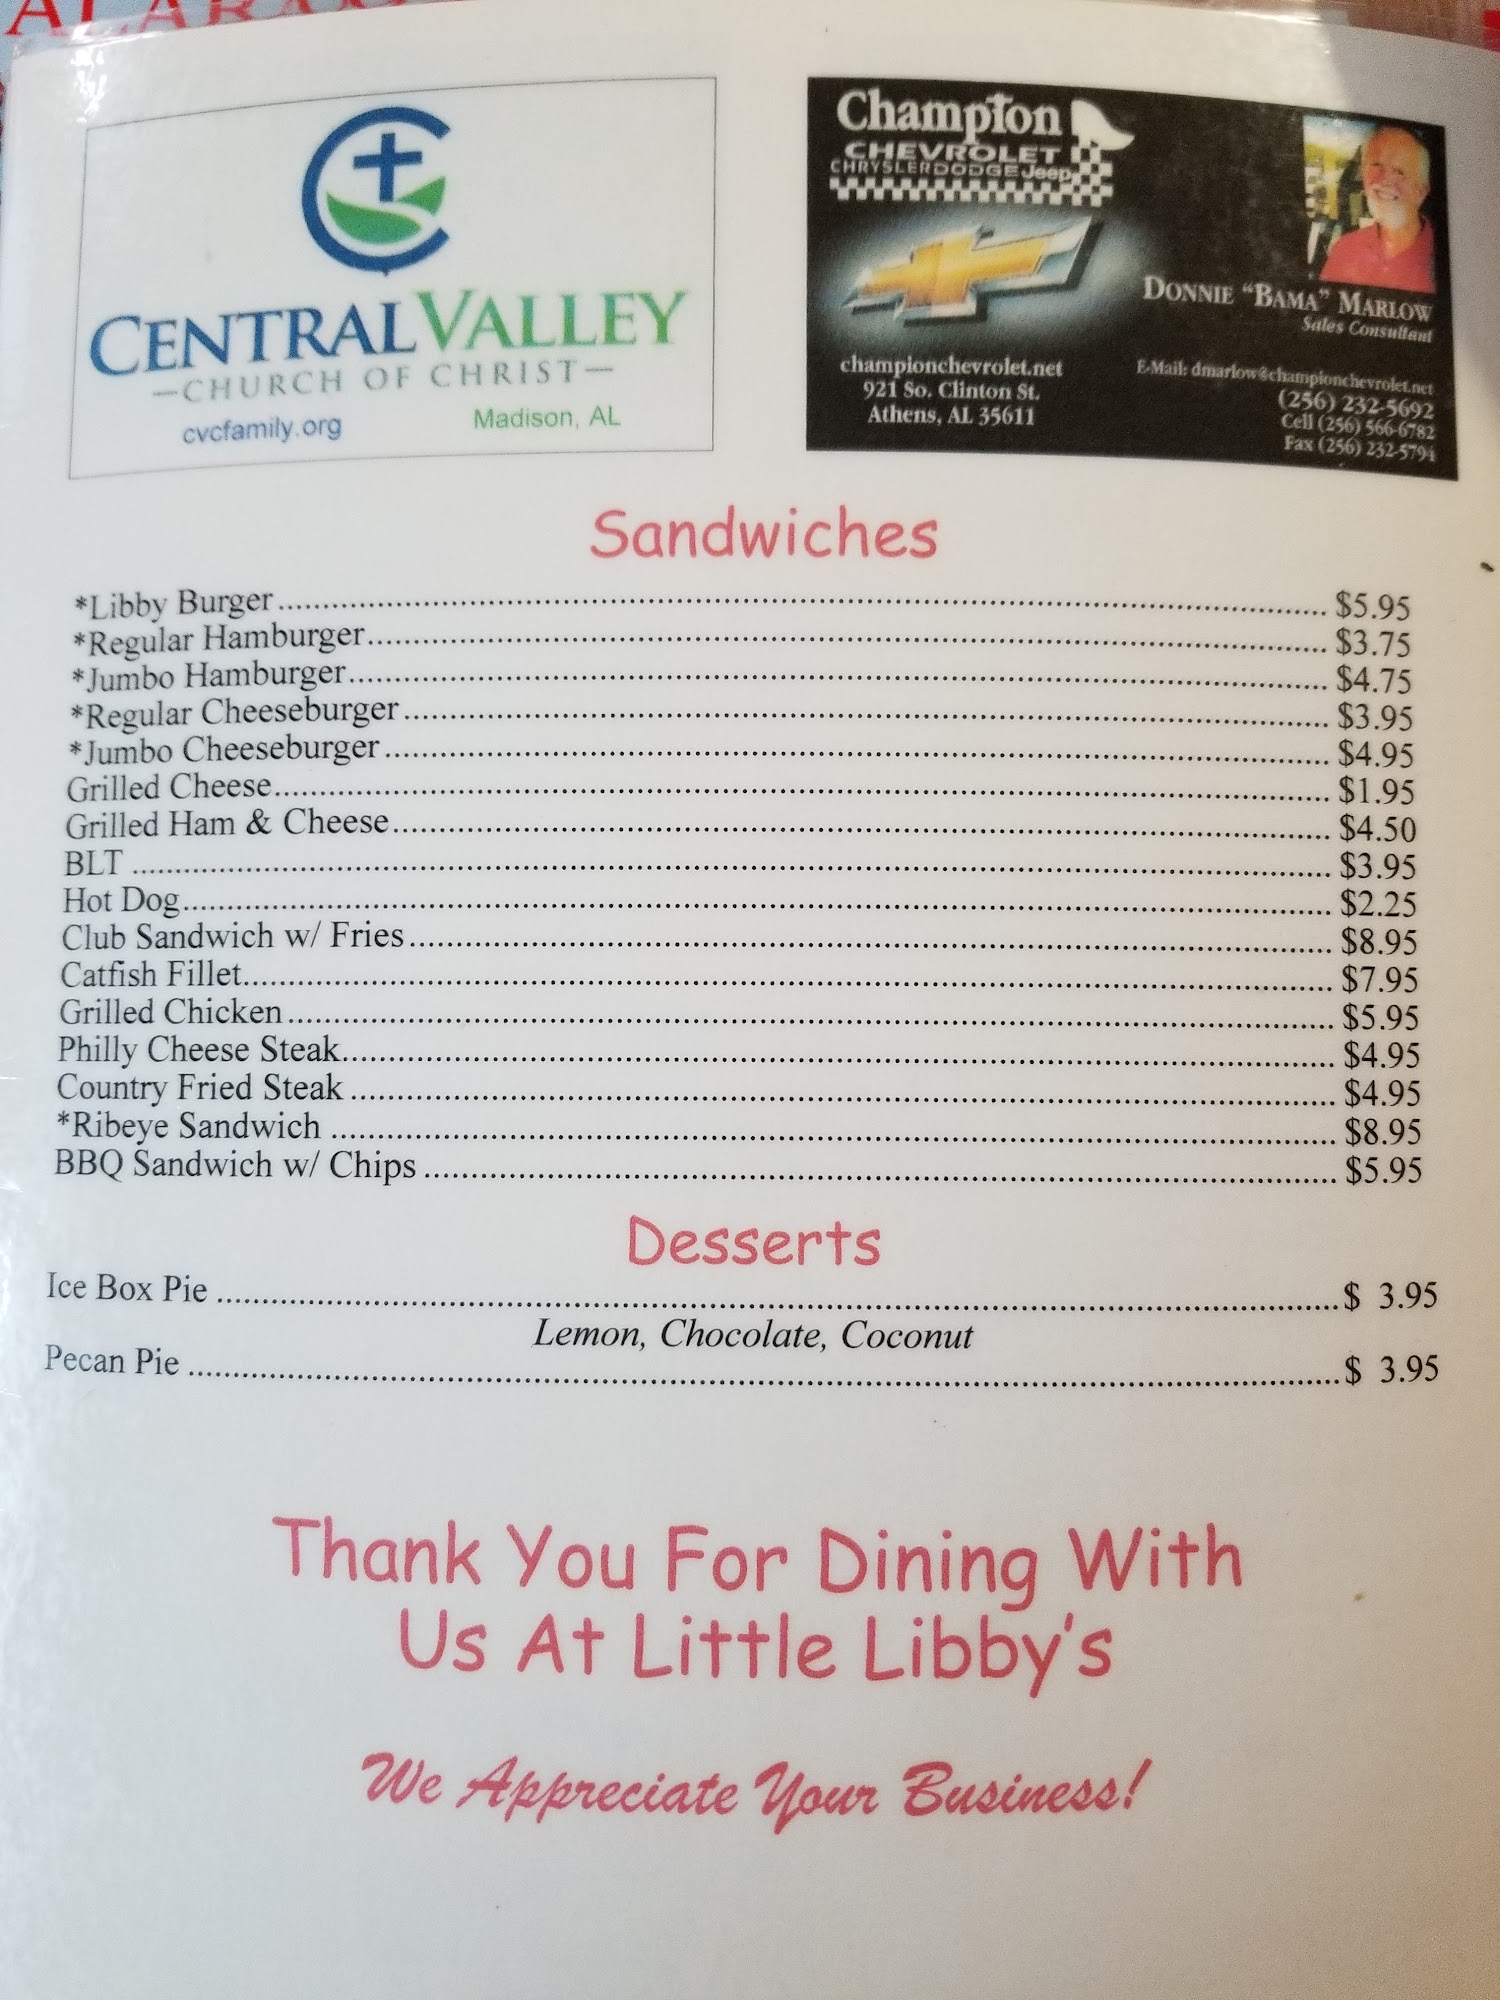 CENTRAL VALLEY
—CHURCH OF CHRIST—
cvcfamily.org Madison, AL
Champion
CHEVROLET
CHRYSLER DODGE Jeep
DONNIE "BAMA" MARLOW
Sales Consultant
championchevrolet.net
921 So. Clinton St.
Athens, AL 35611
E-Mail: dmarlow@championchevrolet.net
(256) 232-5692
Cell (256) 566-6782
Fax (256) 232-5794
Sandwiches
*Libby Burger $5.95
*Regular Hamburger $3.75
*Jumbo Hamburger $4.75
*Regular Cheeseburger $3.95
*Jumbo Cheeseburger $4.95
Grilled Cheese $1.95
Grilled Ham & Cheese $4.50
BLT $3.95
Hot Dog $2.25
Club Sandwich w/ Fries $8.95
Catfish Fillet $7.95
Grilled Chicken $5.95
Philly Cheese Steak $4.95
Country Fried Steak $4.95
*Ribeye Sandwich $8.95
BBQ Sandwich w/ Chips $5.95
Desserts
Ice Box Pie $ 3.95
Lemon, Chocolate, Coconut
Pecan Pie $ 3.95
Thank You For Dining With
Us At Little Libby's
We Appreciate Your Business!